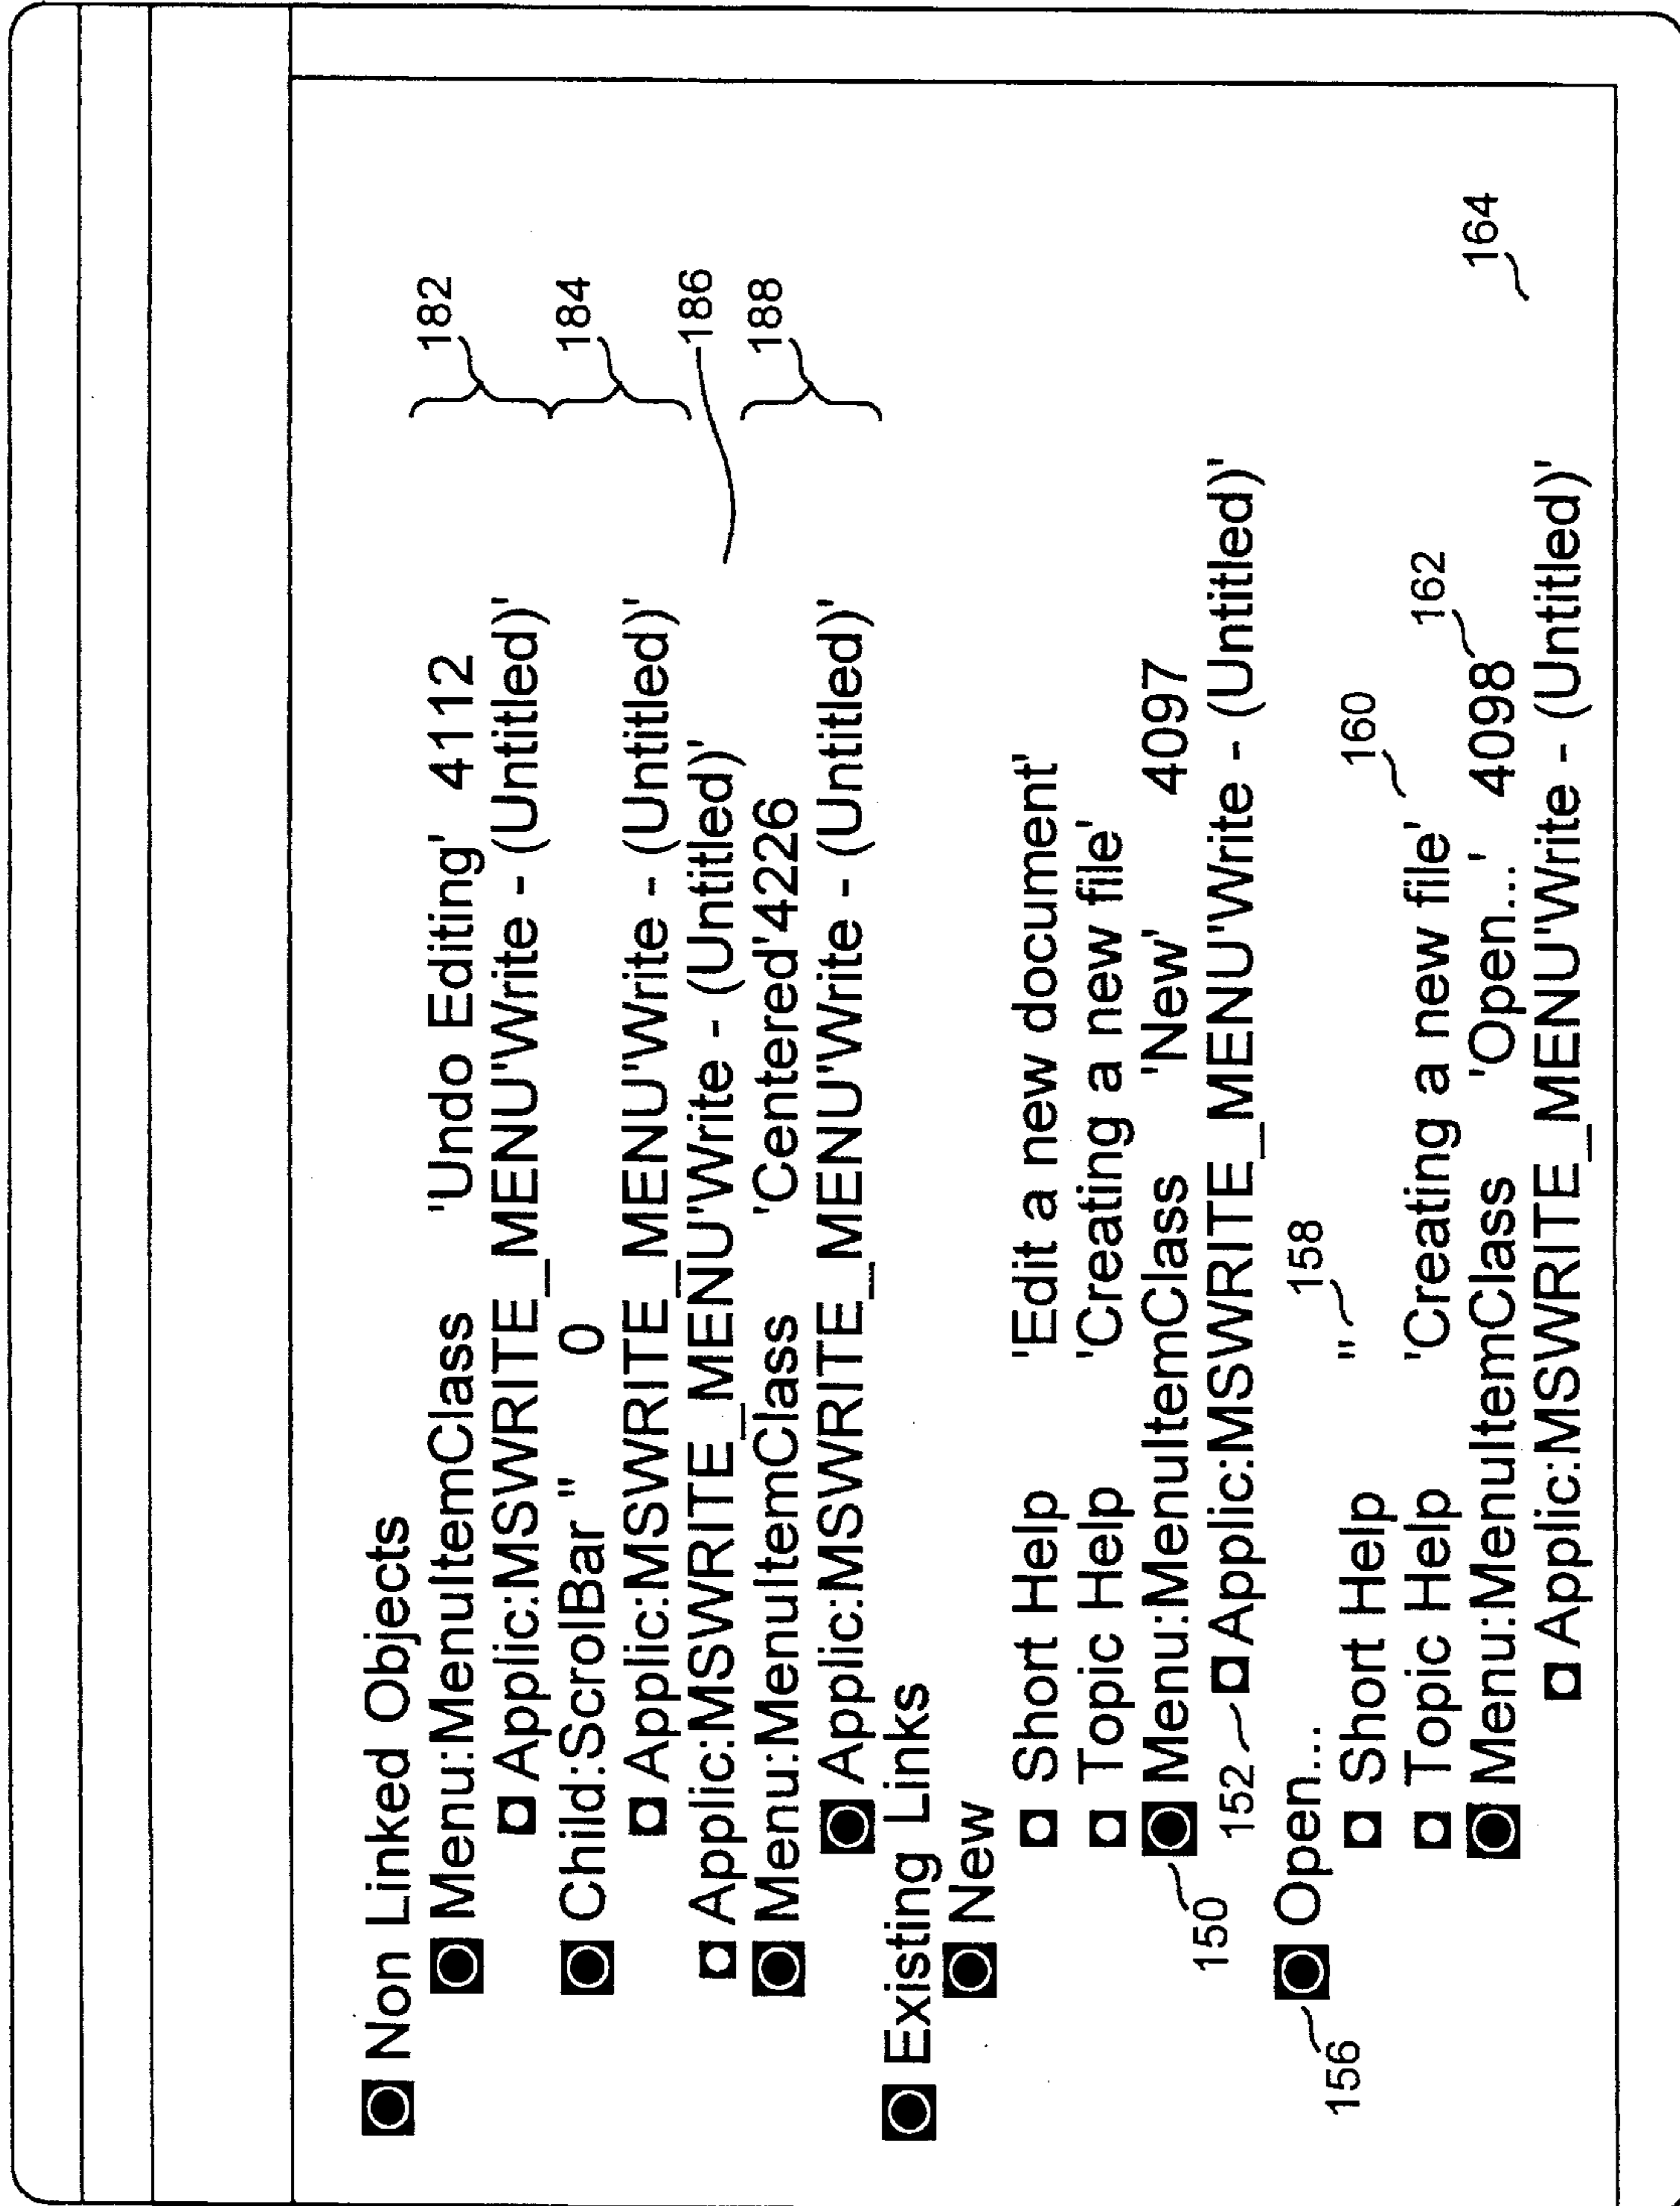 Non Linked Objects
Menu:MenuItemClass 'Undo Editing' 4112
Applic:MSWRITE_MENU'Write - (Untitled)'
182
Child:ScrolBar " 0
Applic:MSWRITE_MENU'Write - (Untitled)'
184
Applic:MSWRITE_MENU'Write - (Untitled)'
186
Menu:MenuItemClass 'Centered'4226
Applic:MSWRITE_MENU'Write - (Untitled)'
188
Existing Links
New
Short Help 'Edit a new document'
Topic Help 'Creating a new file'
150 Menu:MenuItemClass 'New' 4097
152 Applic:MSWRITE_MENU'Write - (Untitled)'
156 Open...
Short Help " 158
Topic Help 'Creating a new file' 160
Menu:MenuItemClass 'Open...' 4098 162
Applic:MSWRITE_MENU'Write - (Untitled)'
164